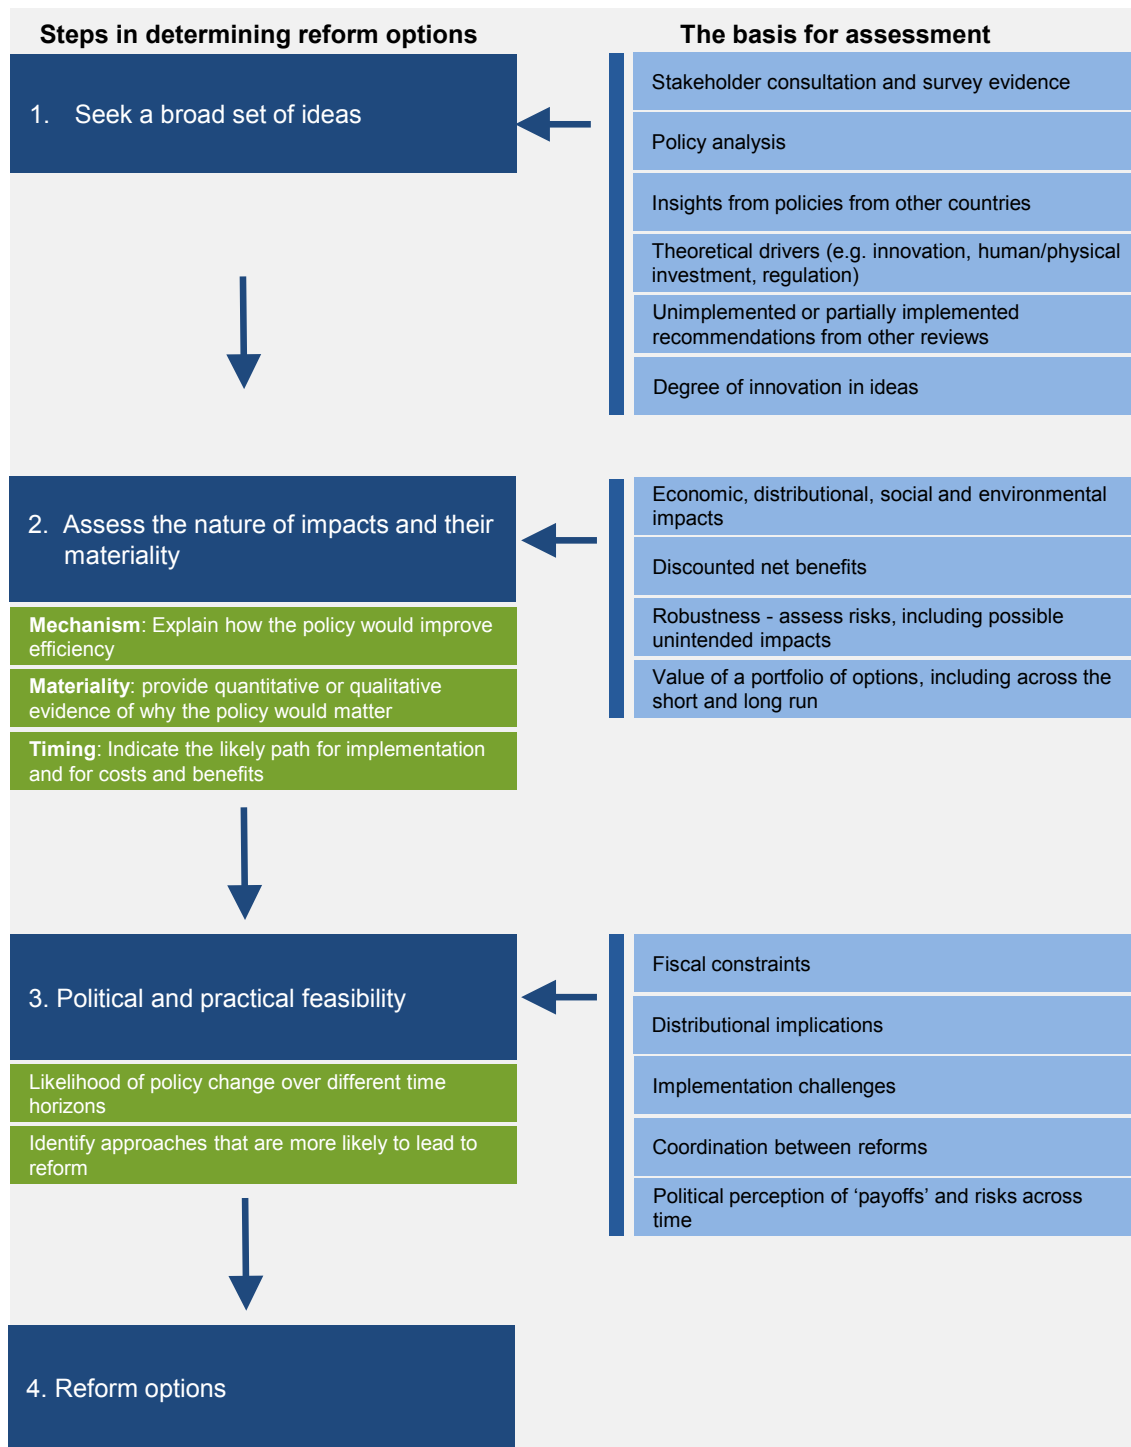 Steps in determining reform options
The basis for assessment
1. Seek a broad set of ideas
Stakeholder consultation and survey evidence
Policy analysis
Insights from policies from other countries
Theoretical drivers (e.g. innovation, human/physical
investment, regulation)
Unimplemented or partially implemented
recommendations from other reviews
Degree of innovation in ideas
2. Assess the nature of impacts and their
materiality
Mechanism: Explain how the policy would improve
efficiency
Materiality: provide quantitative or qualitative
evidence of why the policy would matter
Timing: Indicate the likely path for implementation
and for costs and benefits
Economic, distributional, social and environmental
impacts
Discounted net benefits
Robustness - assess risks, including possible
unintended impacts
Value of a portfolio of options, including across the
short and long run
3. Political and practical feasibility
Likelihood of policy change over different time
horizons
Identify approaches that are more likely to lead to
reform
Fiscal constraints
Distributional implications
Implementation challenges
Coordination between reforms
Political perception of ‘payoffs’ and risks across
time
4. Reform options